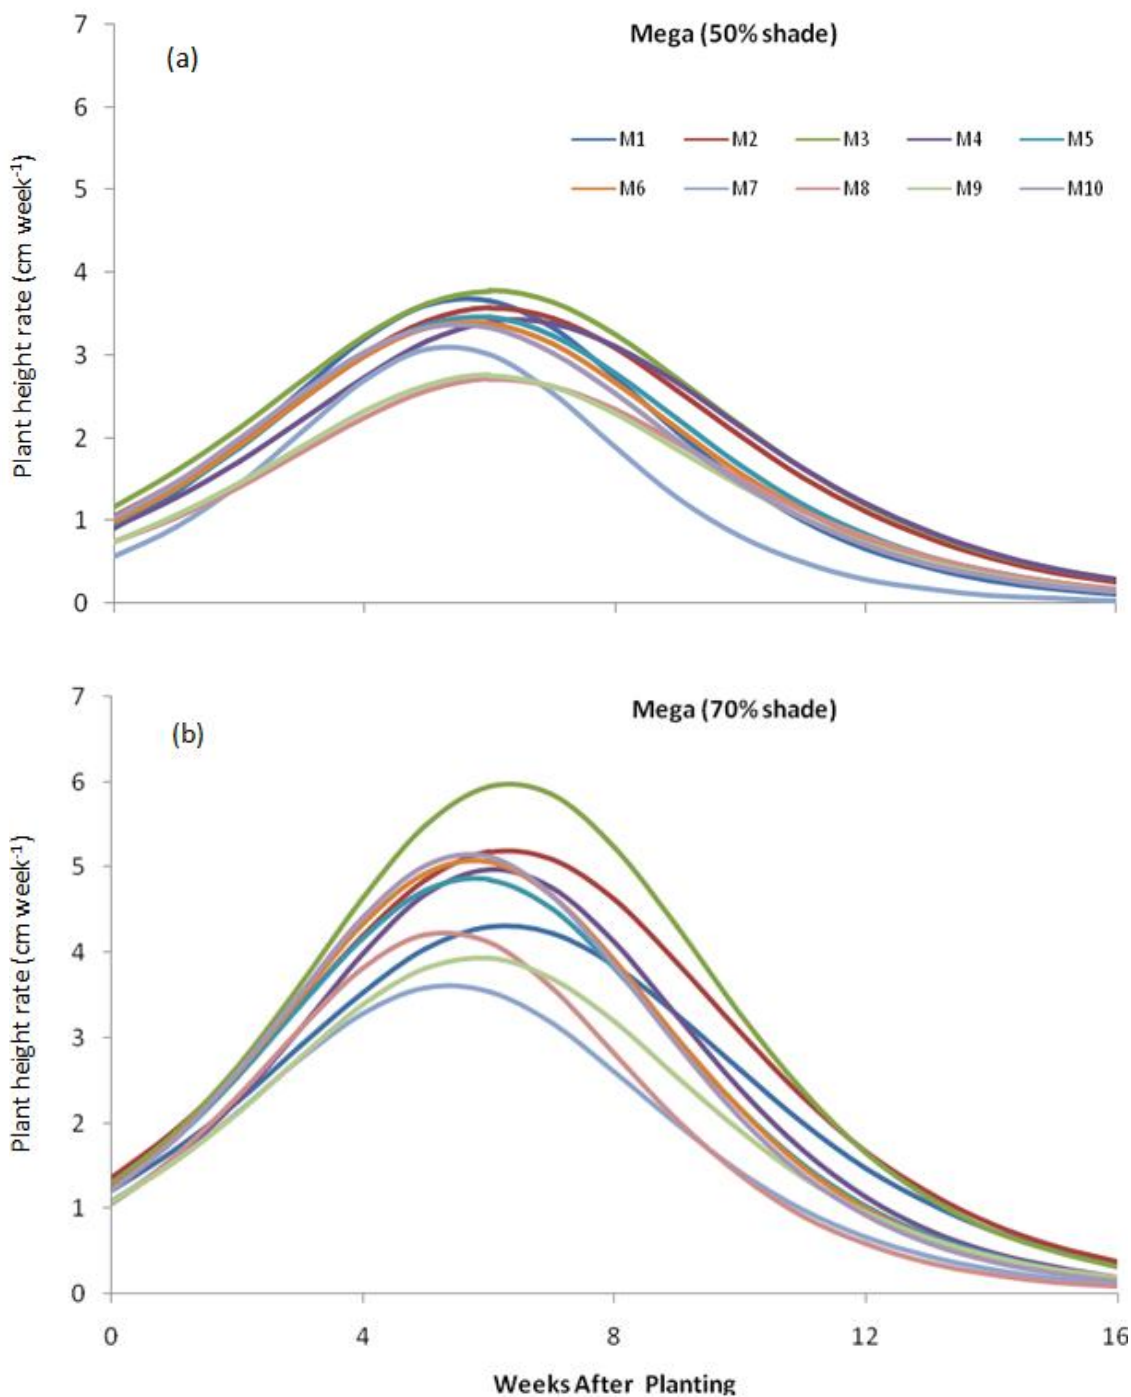 7
Mega (50% shade)
(a)
6
M1 M2 M3 M4 M5
5
M6 M7 M8 M9 M10
4
3
2
1
0
Plant height rate (cm week⁻¹)
7
Mega (70% shade)
(b)
6
5
4
3
2
1
0
Plant height rate (cm week⁻¹)
0 4 8 12 16
Weeks After Planting